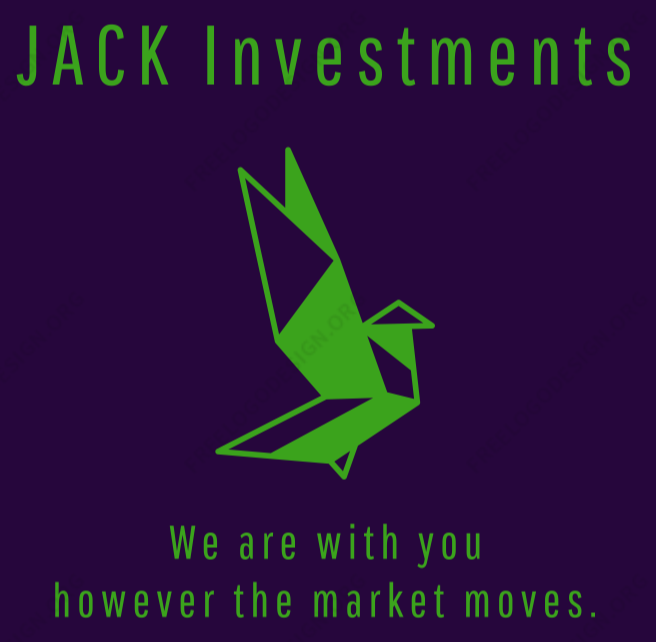 JACK Investments
We are with you
however the market moves.